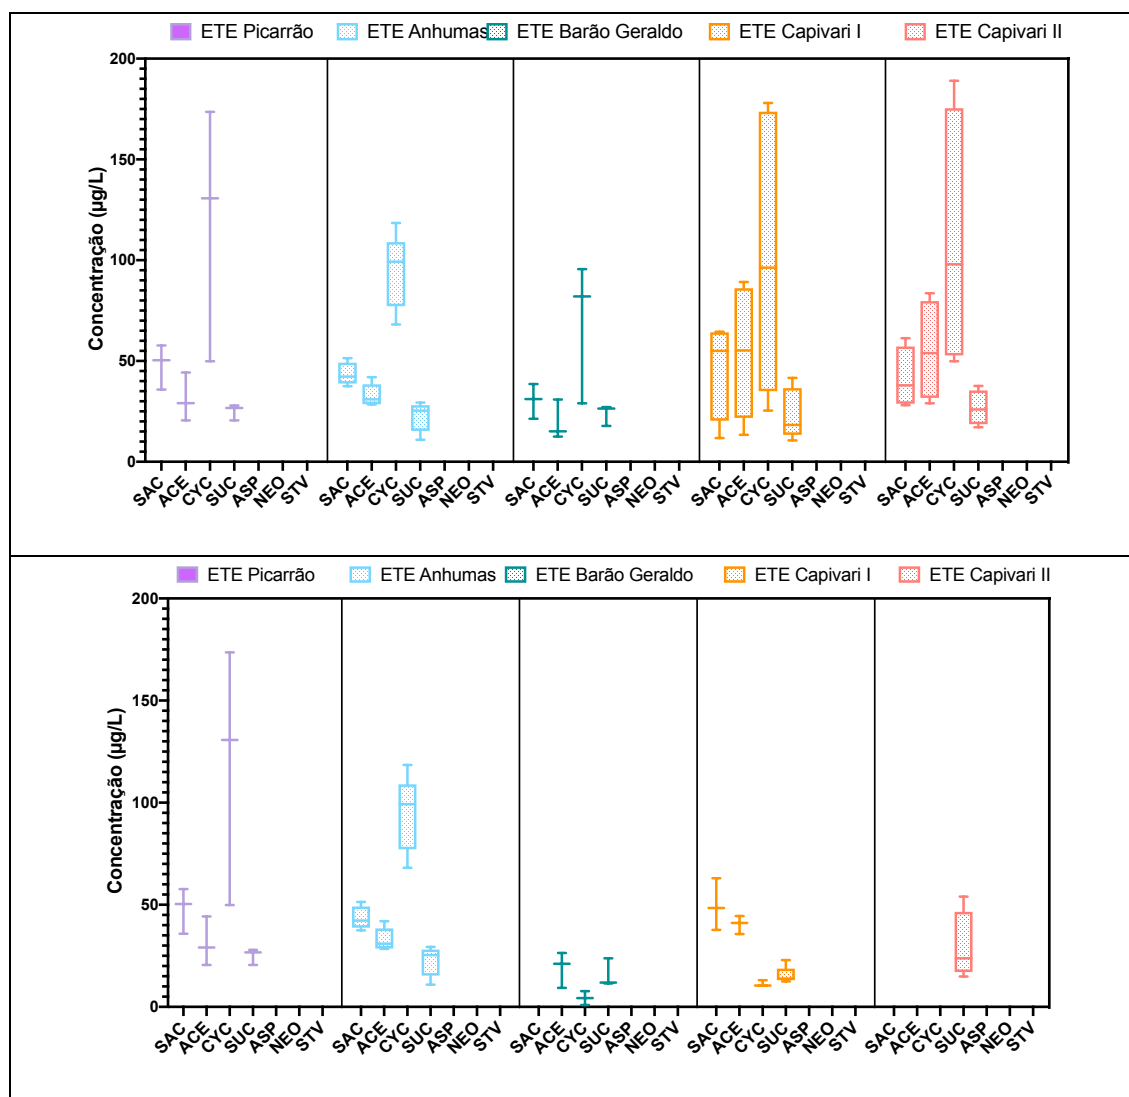 ETE Picarrão ETE Anhumas ETE Barão Geraldo ETE Capivari I ETE Capivari II
Concentração (µg/L)
200
150
100
50
0
SAC ACE CYC SUC ASP NEO STV SAC ACE CYC SUC ASP NEO STV SAC ACE CYC SUC ASP NEO STV SAC ACE CYC SUC ASP NEO STV SAC ACE CYC SUC ASP NEO STV
ETE Picarrão ETE Anhumas ETE Barão Geraldo ETE Capivari I ETE Capivari II
Concentração (µg/L)
200
150
100
50
0
SAC ACE CYC SUC ASP NEO STV SAC ACE CYC SUC ASP NEO STV SAC ACE CYC SUC ASP NEO STV SAC ACE CYC SUC ASP NEO STV SAC ACE CYC SUC ASP NEO STV